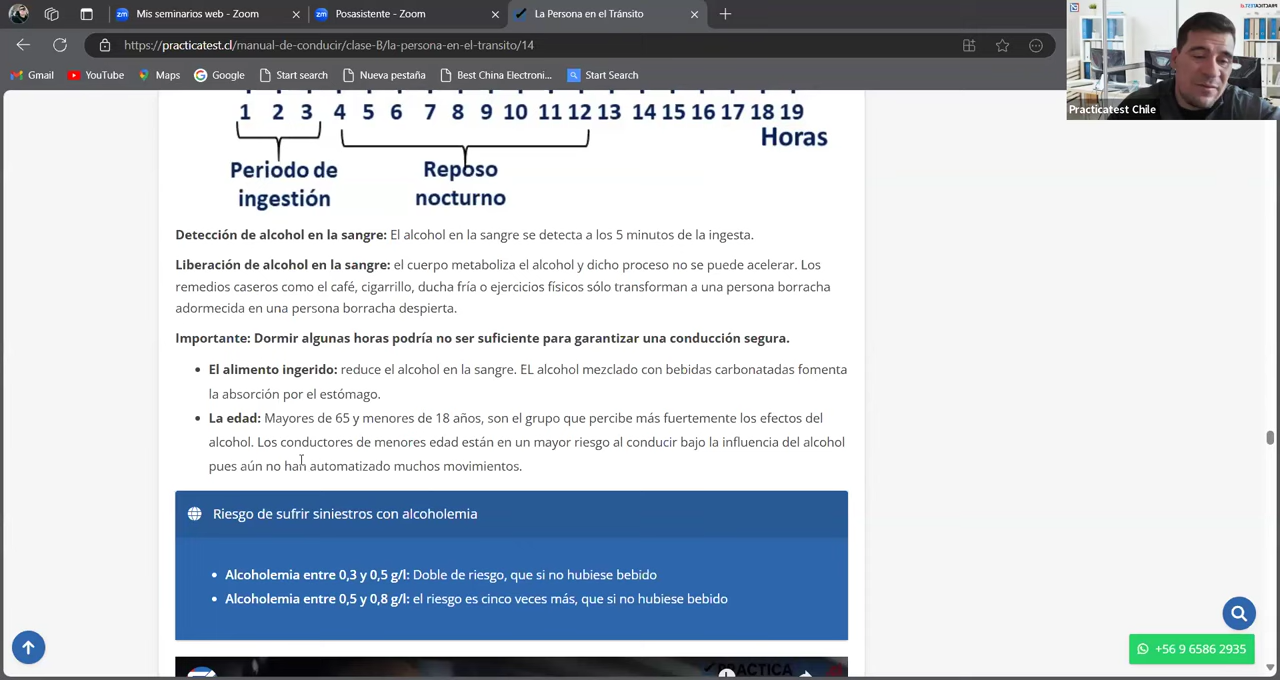 Mis seminarios web - Zoom
Posasistente - Zoom
La Persona en el Tránsito
https://practicatest.cl/manual-de-conducir/clase-B/la-persona-en-el-transito/14
Gmail YouTube Maps Google Start search Nueva pestaña Best China Electroni... Start Search
Practicatest Chile
1 2 3 4 5 6 7 8 9 10 11 12 13 14 15 16 17 18 19
Horas
Periodo de
ingestión
Reposo
nocturno
Detección de alcohol en la sangre: El alcohol en la sangre se detecta a los 5 minutos de la ingesta.
Liberación de alcohol en la sangre: el cuerpo metaboliza el alcohol y dicho proceso no se puede acelerar. Los
remedios caseros como el café, cigarrillo, ducha fría o ejercicios físicos sólo transforman a una persona borracha
adormecida en una persona borracha despierta.
Importante: Dormir algunas horas podría no ser suficiente para garantizar una conducción segura.
El alimento ingerido: reduce el alcohol en la sangre. EL alcohol mezclado con bebidas carbonatadas fomenta
la absorción por el estómago.
La edad: Mayores de 65 y menores de 18 años, son el grupo que percibe más fuertemente los efectos del
alcohol. Los conductores de menores edad están en un mayor riesgo al conducir bajo la influencia del alcohol
pues aún no han automatizado muchos movimientos.
Riesgo de sufrir siniestros con alcoholemia
Alcoholemia entre 0,3 y 0,5 g/l: Doble de riesgo, que si no hubiese bebido
Alcoholemia entre 0,5 y 0,8 g/l: el riesgo es cinco veces más, que si no hubiese bebido
+56 9 6586 2935
PRACTICA